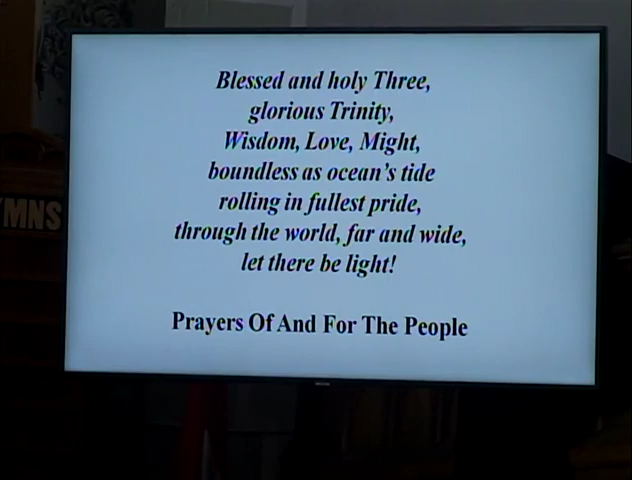 Blessed and holy Three,
glorious Trinity,
Wisdom, Love, Might,
boundless as ocean's tide
rolling in fullest pride,
through the world, far and wide,
let there be light!
Prayers Of And For The People
MNS